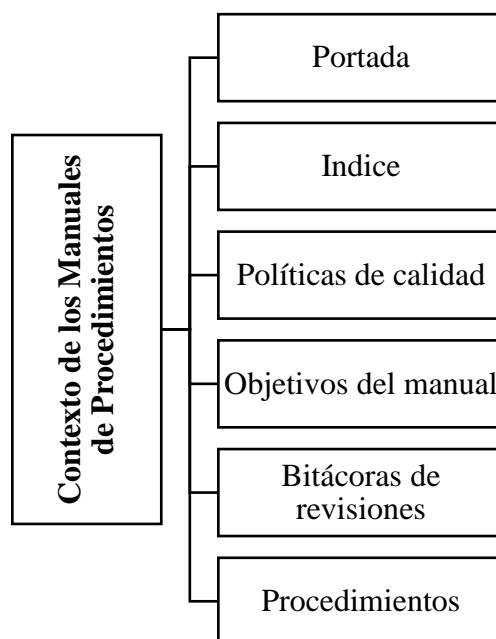 Contexto de los Manuales
de Procedimientos
Portada
Indice
Políticas de calidad
Objetivos del manual
Bitácoras de
revisiones
Procedimientos